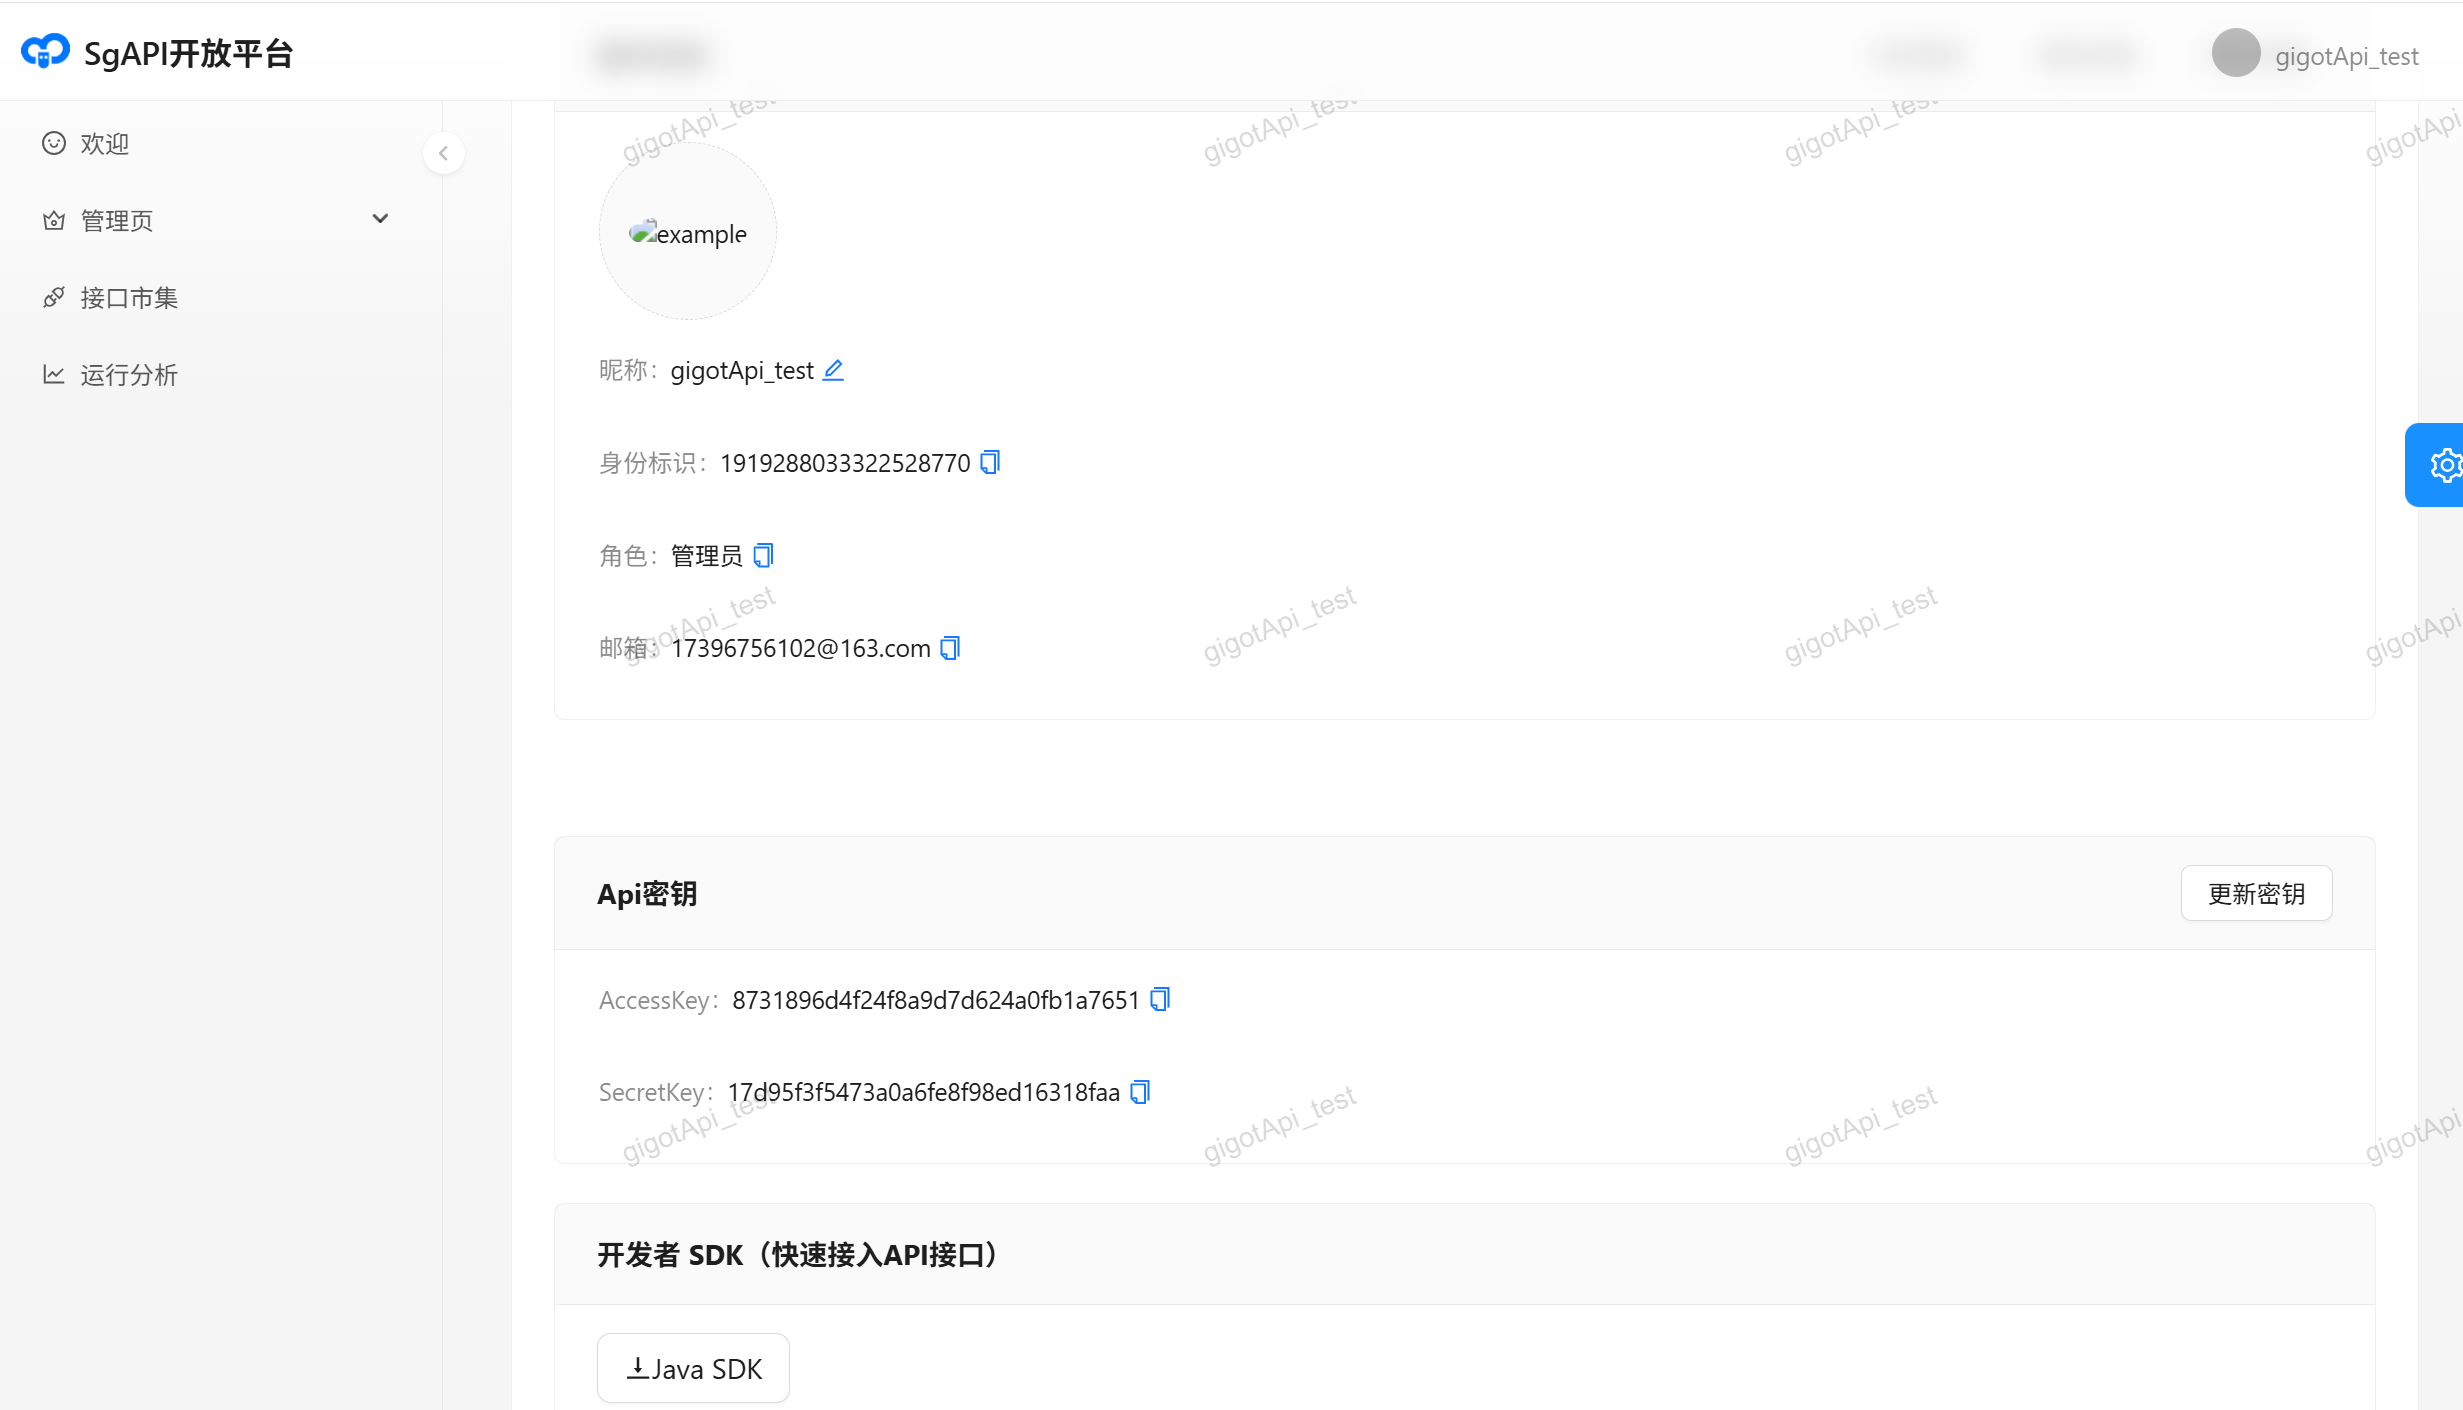 SgAPI开放平台
gigotApi_test
欢迎
管理页
接口市集
运行分析
example
昵称：gigotApi_test
身份标识：1919288033322528770
角色：管理员
邮箱：17396756102@163.com
Api密钥
更新密钥
AccessKey：8731896d4f24f8a9d7d624a0fb1a7651
SecretKey：17d95f3f5473a0a6fe8f98ed16318faa
开发者 SDK（快速接入API接口）
Java SDK
gigotApi_test
gigotApi_test
gigotApi_test
gigotApi
gigotApi_test
gigotApi_test
gigotApi_test
gigotApi
gigotApi_test
gigotApi_test
gigotApi_test
gigotApi